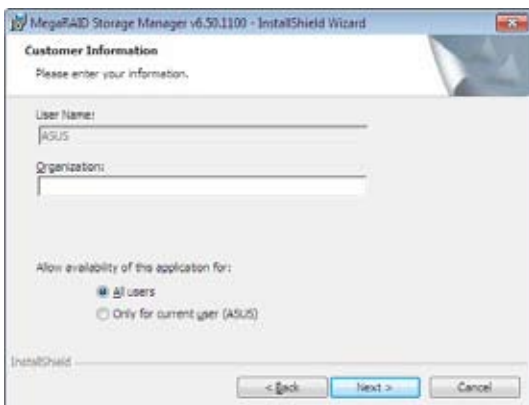 MegaRAID Storage Manager v6.50.1100 - InstallShield Wizard
Customer Information
Please enter your information.
User Name:
ASUS
Organization:
Allow availability of this application for:
All users
Only for current user (ASUS)
InstallShield
< Back
Next >
Cancel